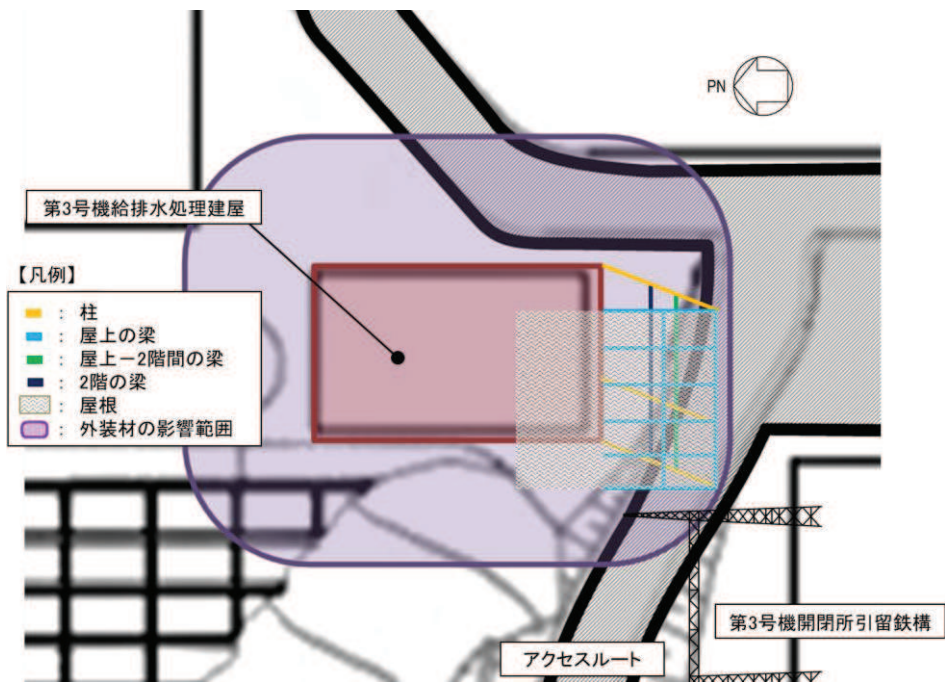 PN
第3号機給排水処理建屋
【凡例】
: 柱
: 屋上の梁
: 屋上－2階間の梁
: 2階の梁
: 屋根
: 外装材の影響範囲
第3号機開閉所引留鉄構
アクセスルート